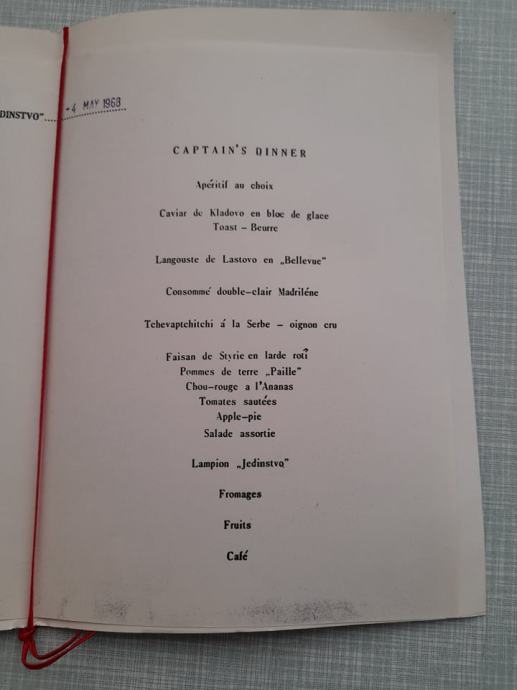 DINSTVO"....
-4 MAY 1968
CAPTAIN'S DINNER
Apéritif au choix
Caviar de Kladovo en bloc de glace
Toast – Beurre
Langouste de Lastovo en „Bellevue"
Consommé double–clair Madriléne
Tchevaptchitchi á la Serbe – oignon cru
Faisan de Styrie en larde roti
Pommes de terre „Paille"
Chou–rouge a l'Ananas
Tomates sautées
Apple–pie
Salade assortie
Lampion „Jedinstvo"
Fromages
Fruits
Café